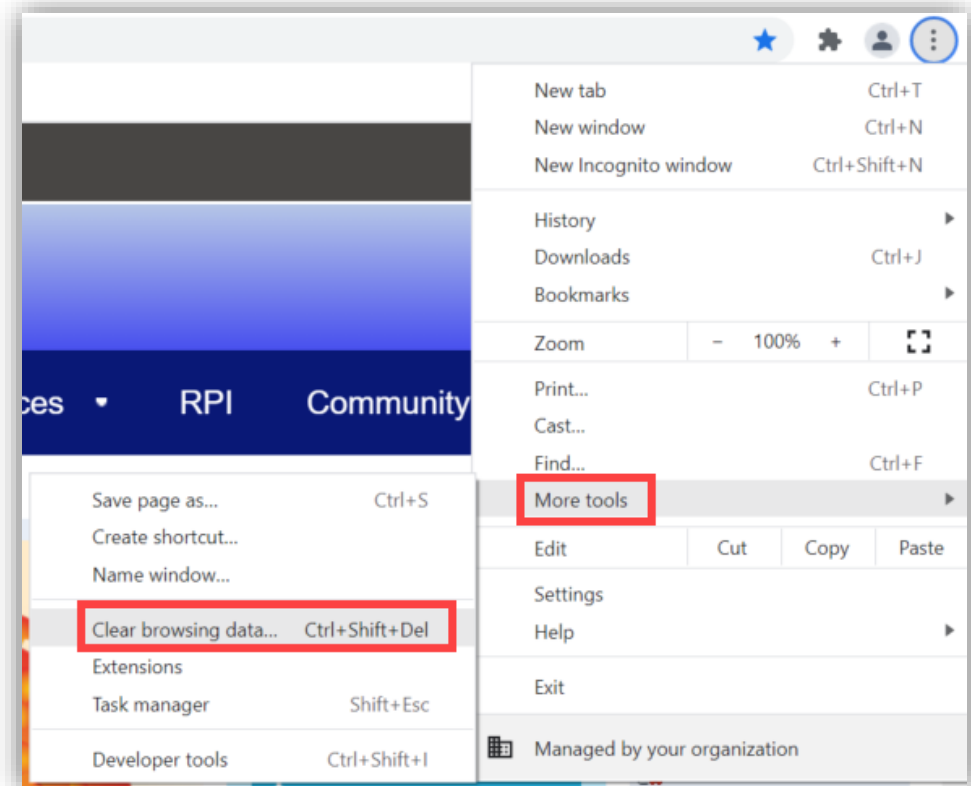 New tab Ctrl+T
New window Ctrl+N
New Incognito window Ctrl+Shift+N
History
Downloads Ctrl+J
Bookmarks
Zoom - 100% +
Print... Ctrl+P
Cast...
Find... Ctrl+F
More tools
Edit Cut Copy Paste
Settings
Help
Exit
Managed by your organization
ces RPI Community
Save page as... Ctrl+S
Create shortcut...
Name window...
Clear browsing data... Ctrl+Shift+Del
Extensions
Task manager Shift+Esc
Developer tools Ctrl+Shift+I